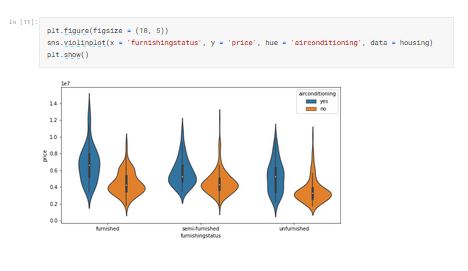 In [11]:
plt.figure(figsize = (10, 5))
sns.violinplot(x = 'furnishingstatus', y = 'price', hue = 'airconditioning', data = housing)
plt.show()
1e7
airconditioning
yes
no
1.4
1.2
1.0
0.8
0.6
0.4
0.2
0.0
price
furnished semi-furnished unfurnished
furnishingstatus